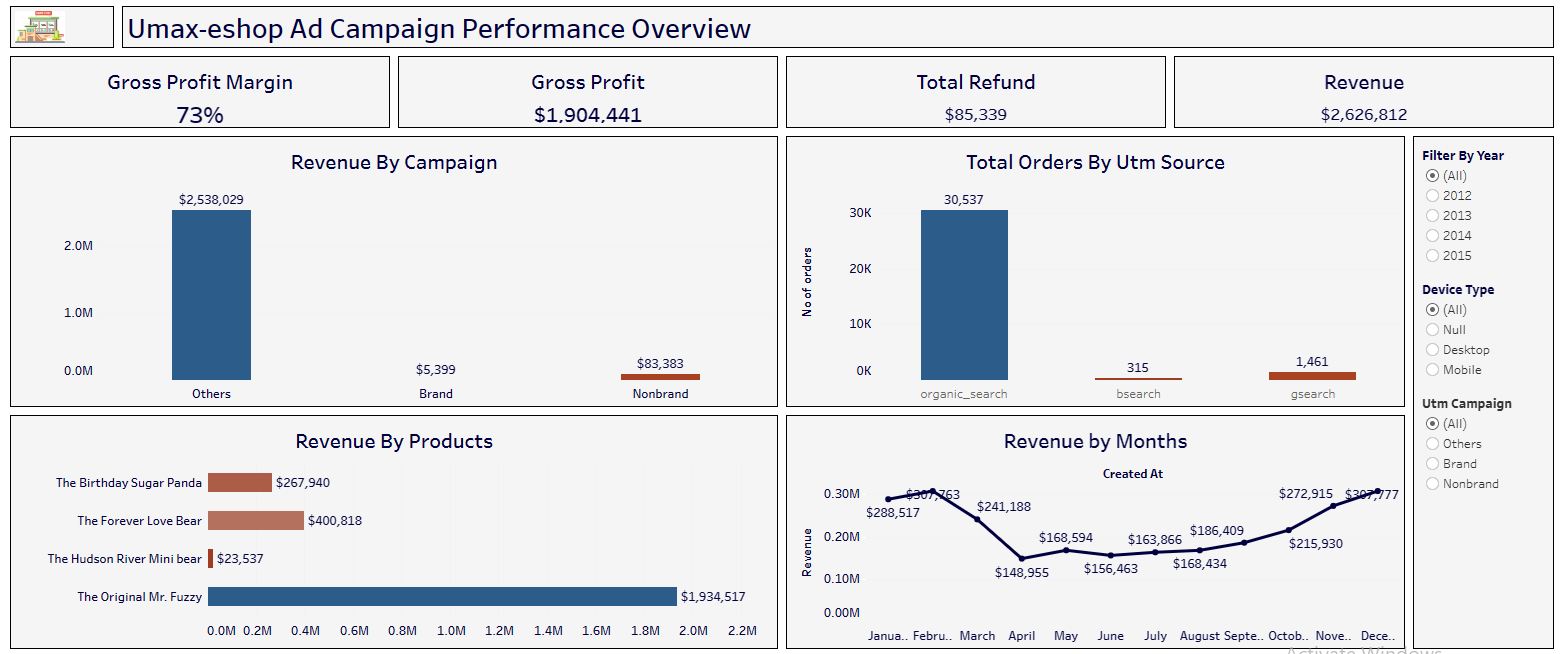 Umax-eshop Ad Campaign Performance Overview
Gross Profit Margin
73%
Gross Profit
$1,904,441
Total Refund
$85,339
Revenue
$2,626,812
Revenue By Campaign
2.0M
1.0M
0.0M
$2,538,029
$5,399
$83,383
Others
Brand
Nonbrand
Total Orders By Utm Source
No of orders
30K
20K
10K
0K
30,537
315
1,461
organic_search
bsearch
gsearch
Filter By Year
(All)
2012
2013
2014
2015
Device Type
(All)
Null
Desktop
Mobile
Utm Campaign
(All)
Others
Brand
Nonbrand
Revenue By Products
The Birthday Sugar Panda $267,940
The Forever Love Bear $400,818
The Hudson River Mini bear $23,537
The Original Mr. Fuzzy $1,934,517
0.0M 0.2M 0.4M 0.6M 0.8M 1.0M 1.2M 1.4M 1.6M 1.8M 2.0M 2.2M
Revenue by Months
Created At
Revenue
0.30M
0.20M
0.10M
0.00M
$288,517
$307,763
$241,188
$148,955
$168,594
$156,463
$163,866
$168,434
$186,409
$215,930
$272,915
$307,777
Janua.. Febru.. March April May June July August Septe.. Octob.. Nove.. Dece..
Activate Windows